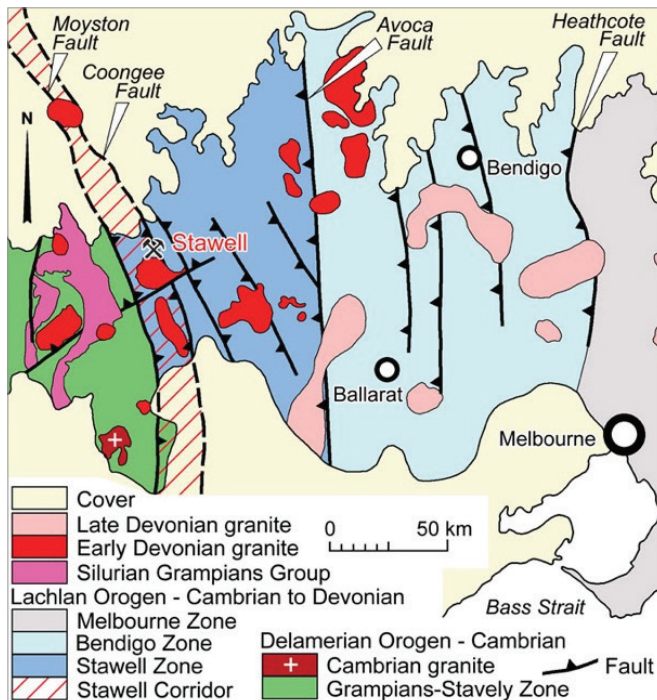 Moyston
Fault
Coongee
Fault
Avoca
Fault
Heathcote
Fault
N
Bendigo
Stawell
Ballarat
Melbourne
Cover
Late Devonian granite
Early Devonian granite
Silurian Grampians Group
0 50 km
Lachlan Orogen - Cambrian to Devonian
Melbourne Zone
Bendigo Zone
Stawell Zone
Stawell Corridor
Bass Strait
Delamerian Orogen - Cambrian
Cambrian granite
Grampians-Stavely Zone
Fault